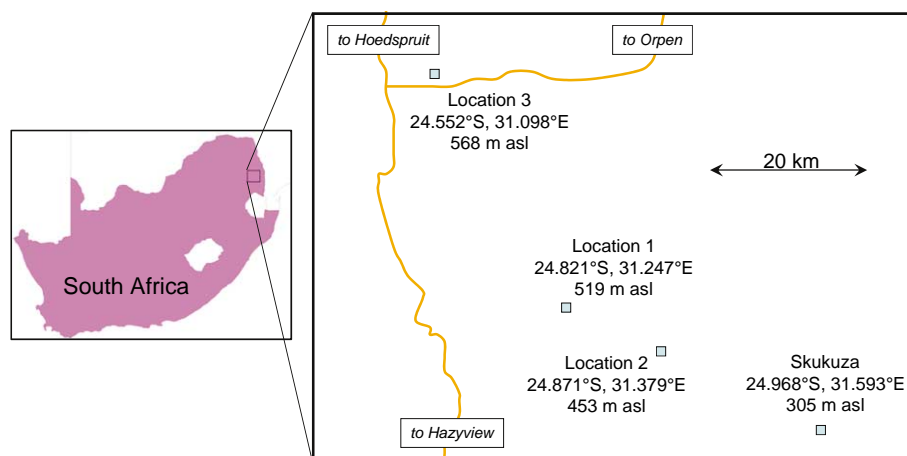 to Hoedspruit
to Orpen
Location 3
24.552°S, 31.098°E
568 m asl
20 km
Location 1
24.821°S, 31.247°E
519 m asl
South Africa
Location 2
24.871°S, 31.379°E
453 m asl
Skukuza
24.968°S, 31.593°E
305 m asl
to Hazyview